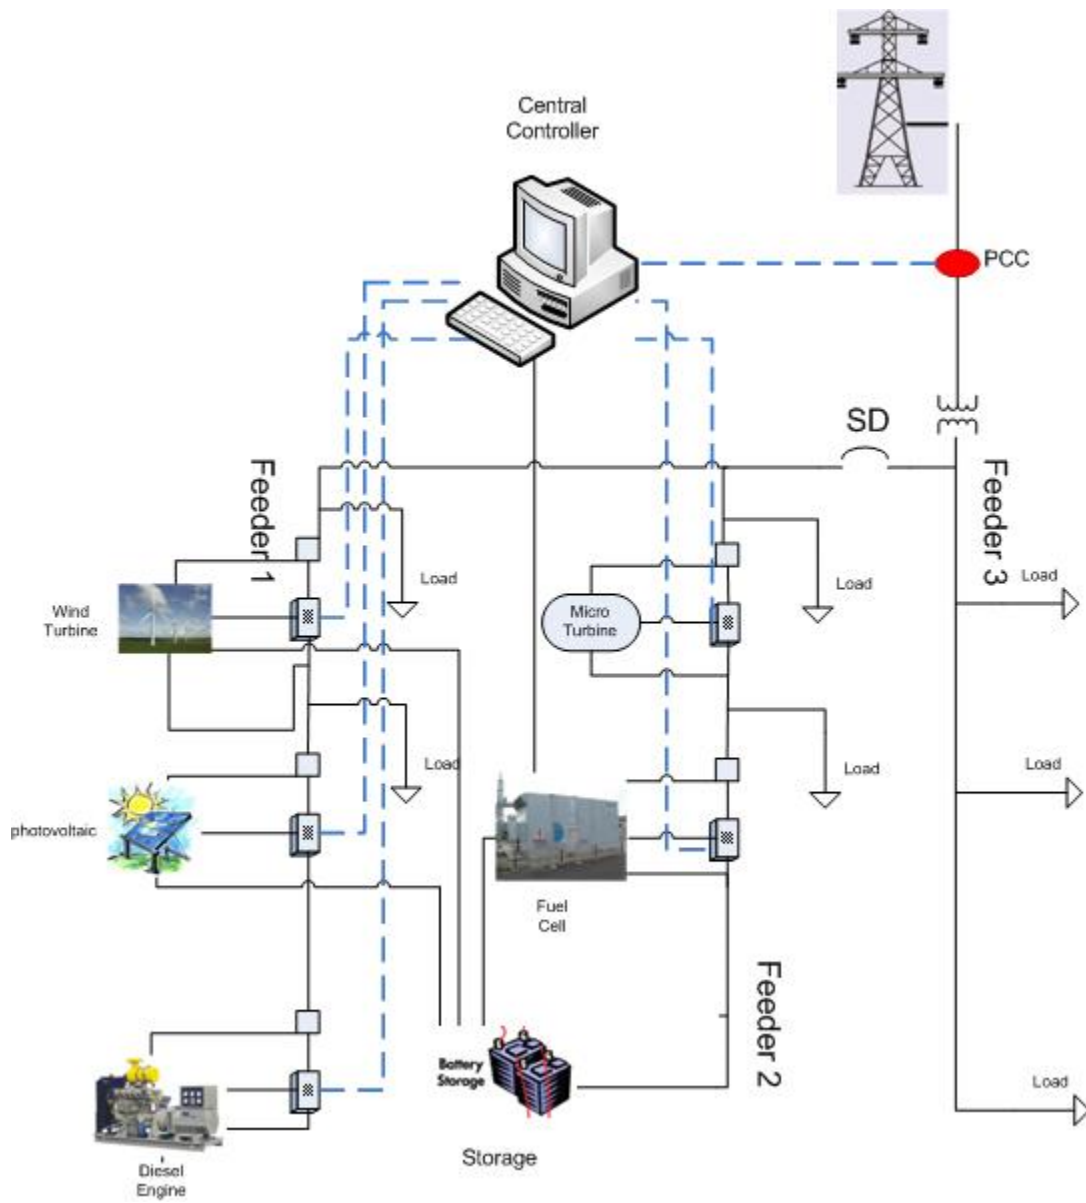 Central
Controller
PCC
SD
Feeder 1
Feeder 3
Load
Load
Wind
Turbine
Micro
Turbine
Load
Load
Load
Load
Load
photovoltaic
Fuel
Cell
Feeder 2
Battery
Storage
Load
Storage
Diesel
Engine